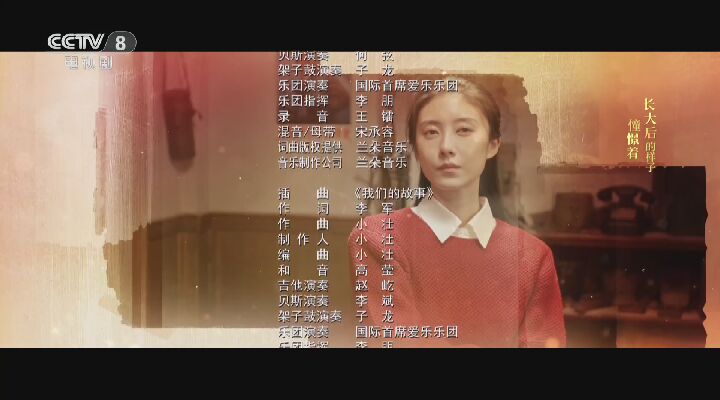 CCTV 8
电视剧
贝斯演奏 何弦
架子鼓演奏 子龙
乐团演奏 国际首席爱乐乐团
乐团指挥 李朋
录音 王镭
混音/母带 宋承容
词曲版权提供 兰朵音乐
音乐制作公司 兰朵音乐
插曲 《我们的故事》
作词 李军
作曲 小壮
制作人 小壮
编曲 小壮
和音 高莹
吉他演奏 赵屹
贝斯演奏 李斌
架子鼓演奏 子龙
乐团演奏 国际首席爱乐乐团
乐团指挥 李朋
憧憬着
长大后的样子